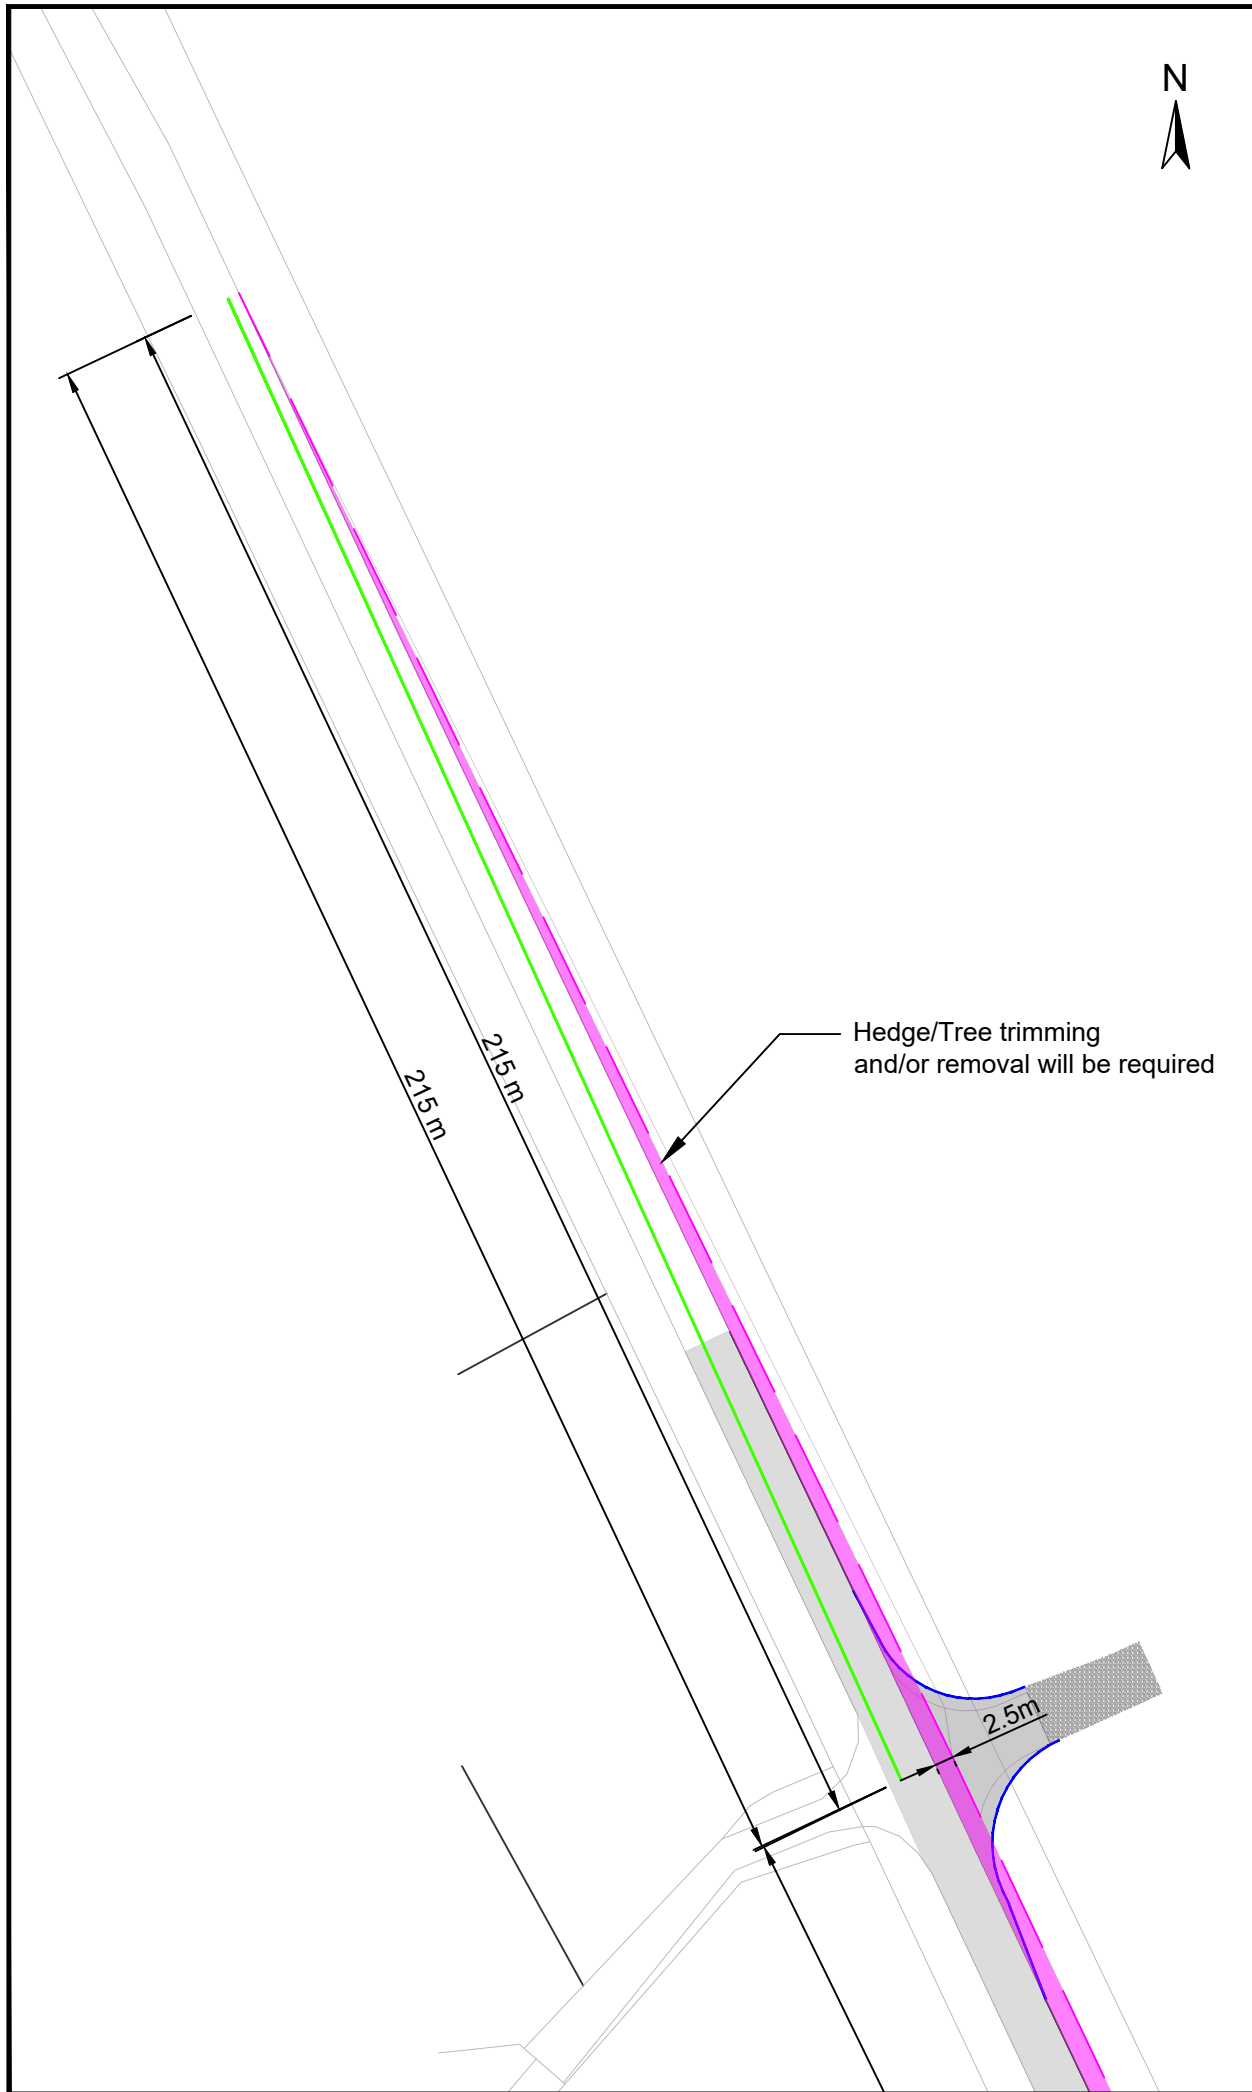 N
Hedge/Tree trimming
and/or removal will be required
215 m
215 m
2.5m